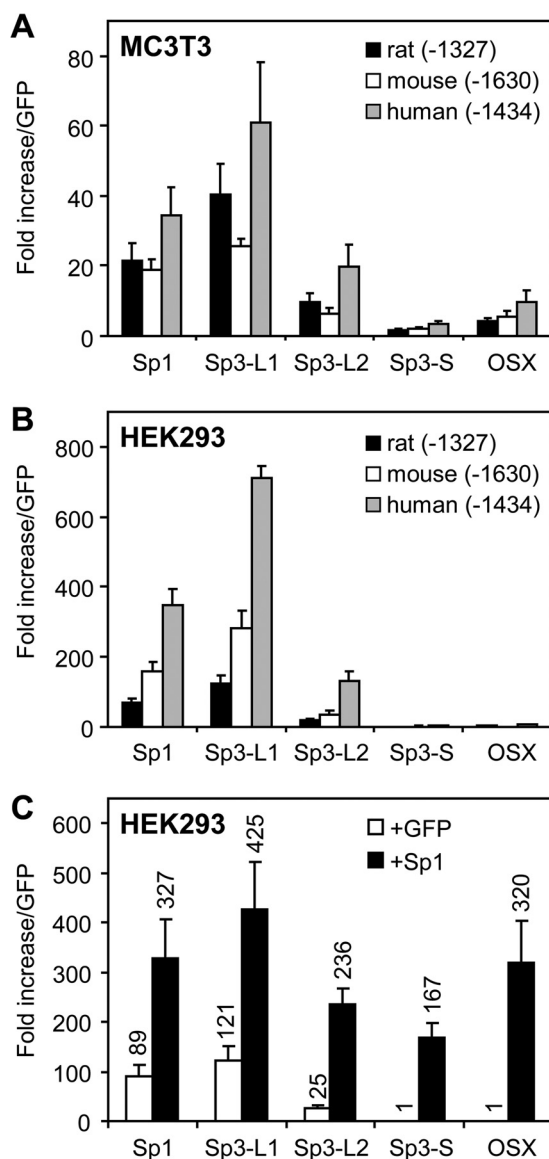 A
MC3T3
rat (-1327)
mouse (-1630)
human (-1434)
Fold increase/GFP
80
60
40
20
0
Sp1 Sp3-L1 Sp3-L2 Sp3-S OSX
B
HEK293
rat (-1327)
mouse (-1630)
human (-1434)
Fold increase/GFP
800
600
400
200
0
Sp1 Sp3-L1 Sp3-L2 Sp3-S OSX
C
HEK293
+GFP
+Sp1
Fold increase/GFP
600
500
400
300
200
100
0
89 327 121 425 25 236 1 167 1 320
Sp1 Sp3-L1 Sp3-L2 Sp3-S OSX